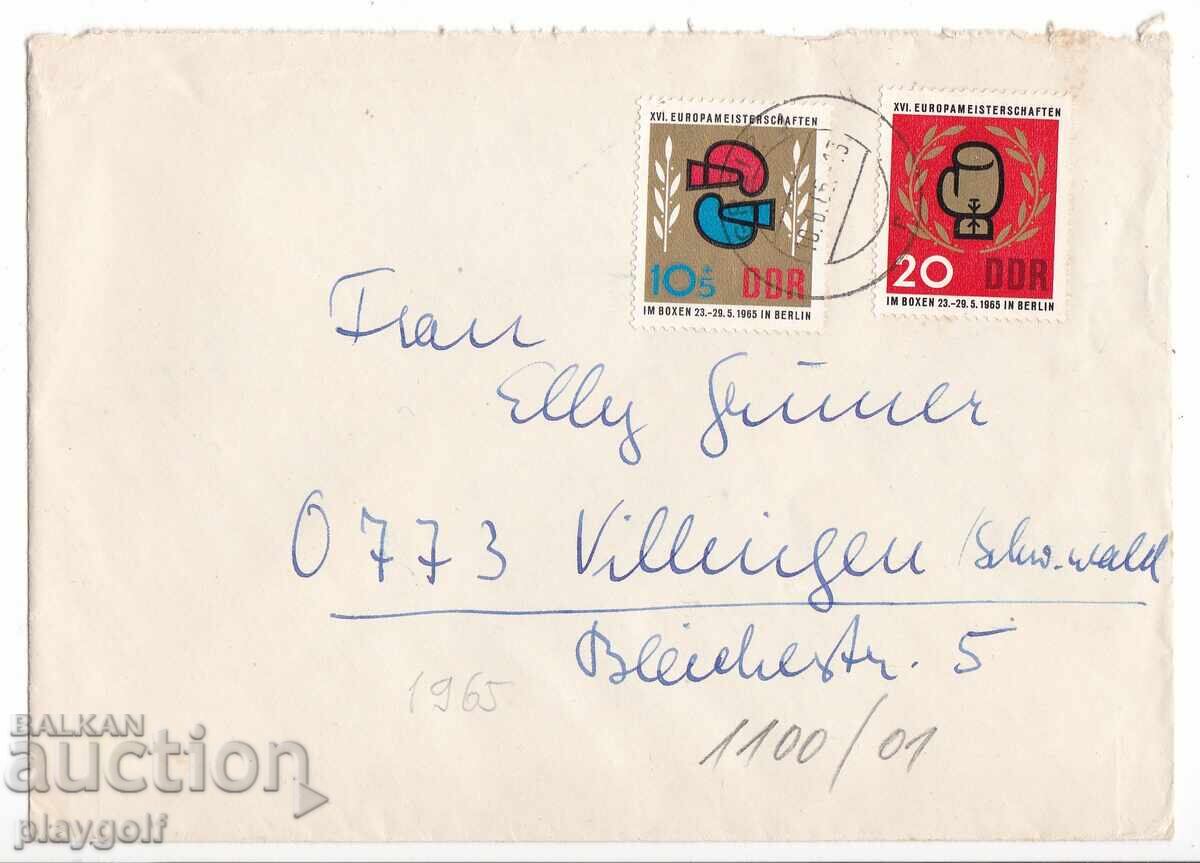 XVI. EUROPAMEISTERSCHAFTEN
10+5 DDR
IM BOXEN 23.-29.5.1965 IN BERLIN
XVI. EUROPAMEISTERSCHAFTEN
20 DDR
IM BOXEN 23.-29.5.1965 IN BERLIN
Frau
Elly Grüner
0773 Villingen /Schw.wald
Bleichestr. 5
1965
1100/01
BALKAN
auction
playgolf